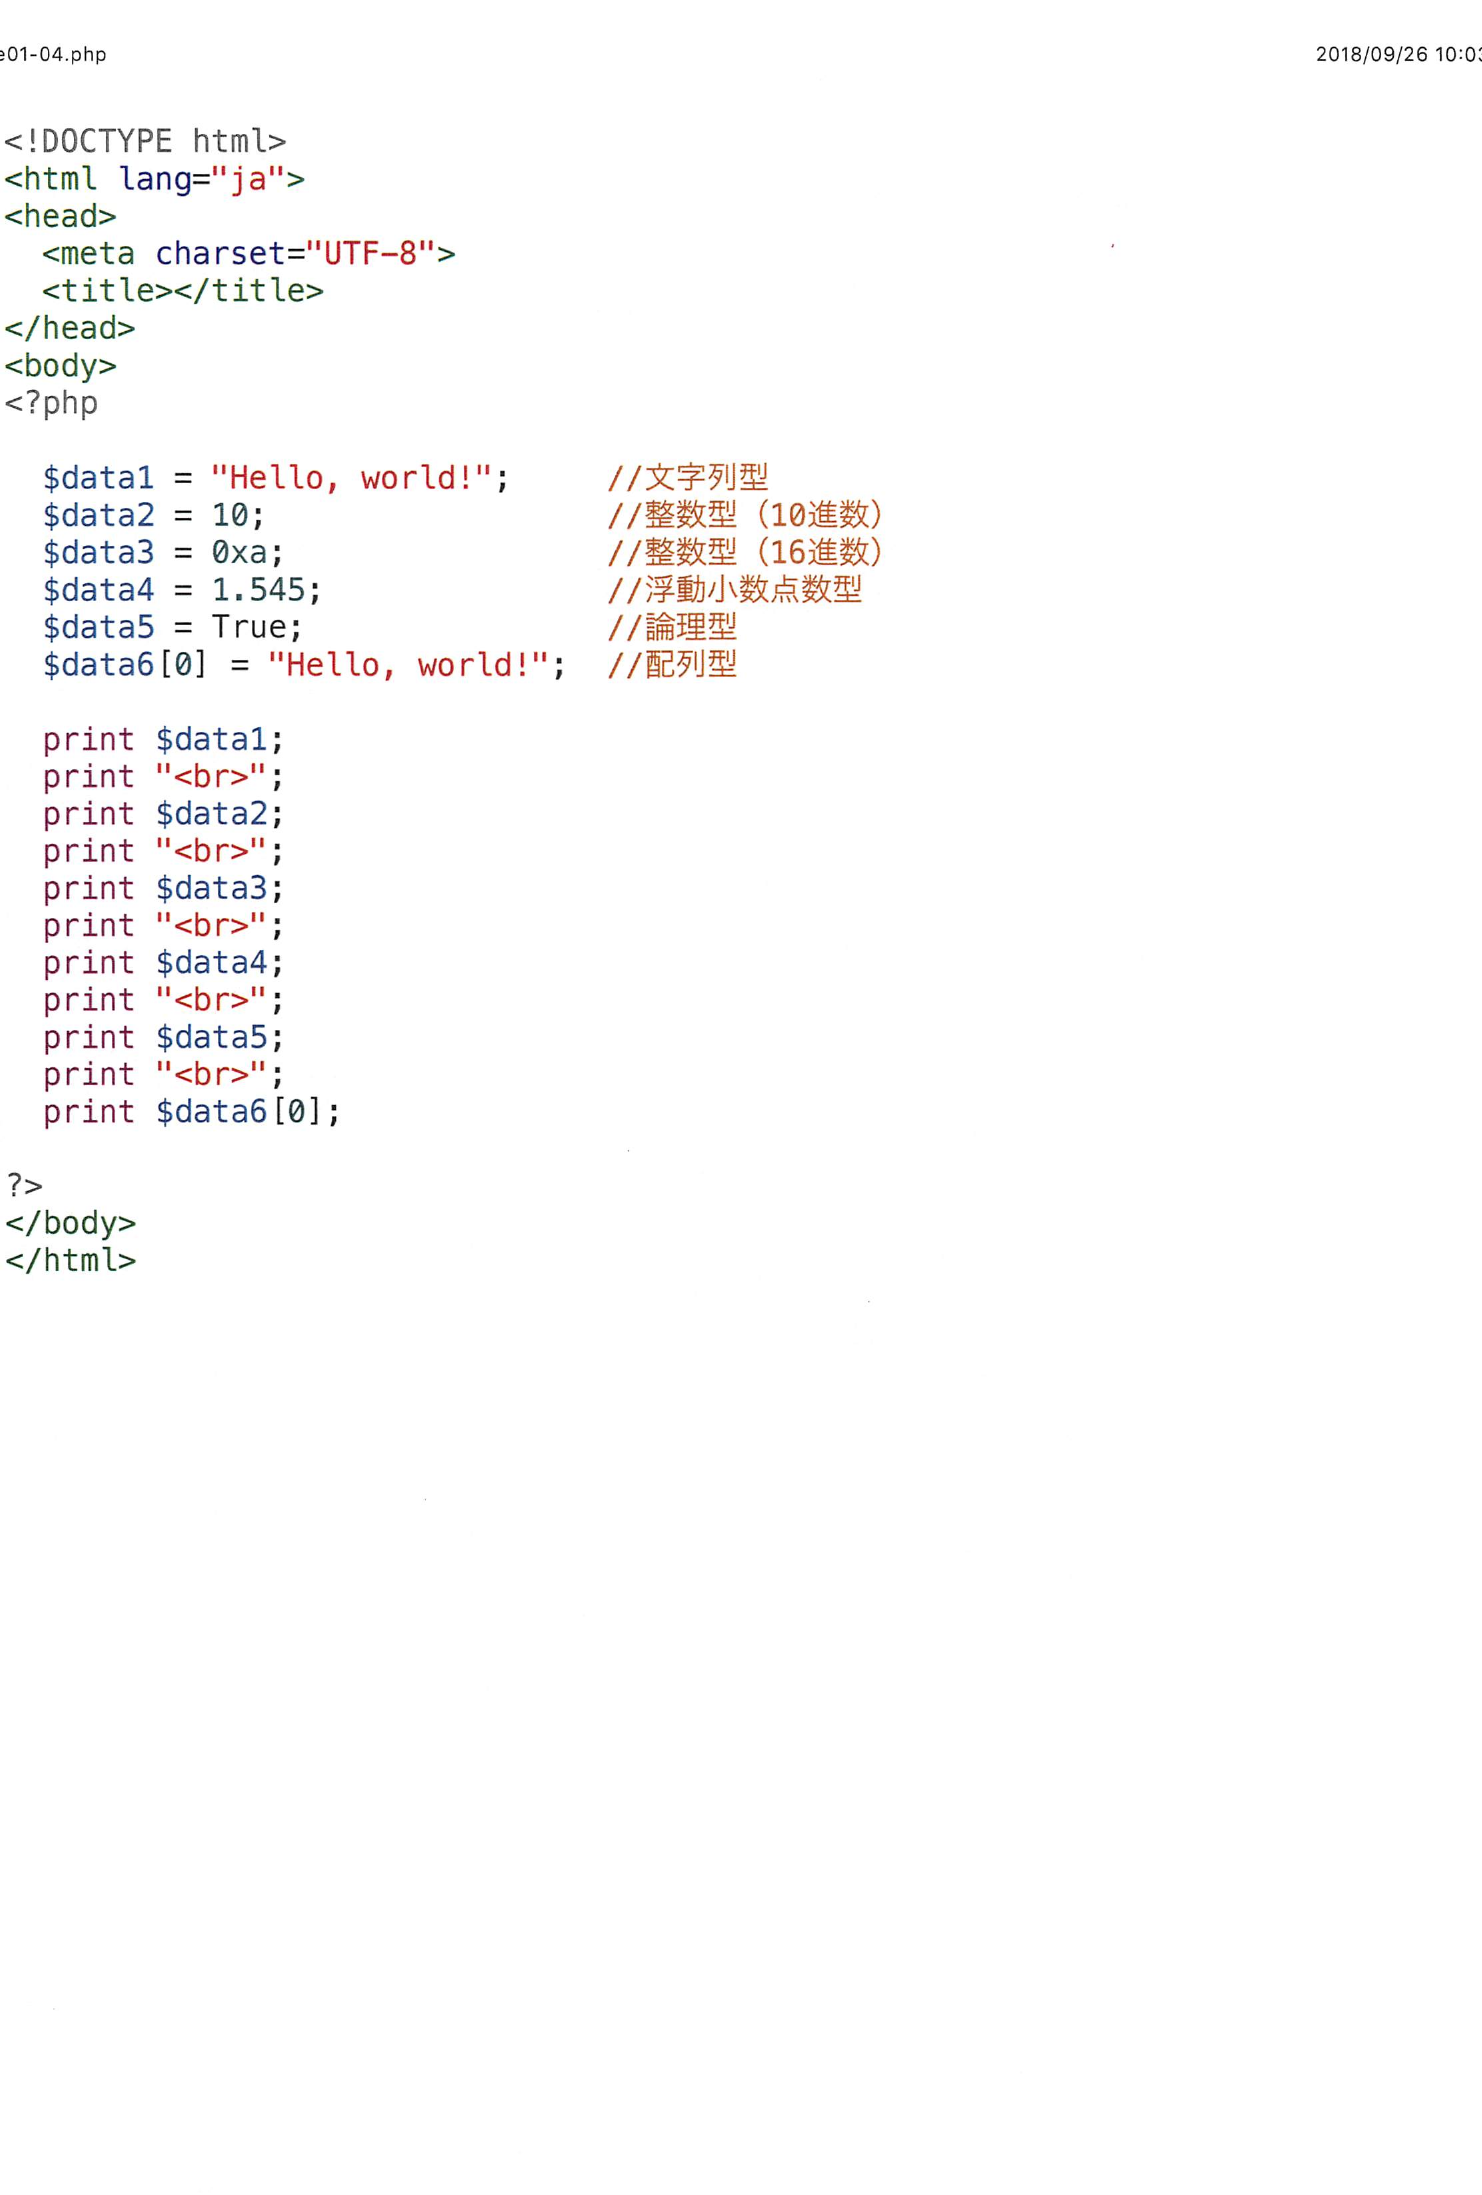 e01-04.php
2018/09/26 10:03
<!DOCTYPE html>
<html lang="ja">
<head>
  <meta charset="UTF-8">
  <title></title>
</head>
<body>
<?php

  $data1 = "Hello, world!";     //文字列型
  $data2 = 10;                  //整数型（10進数）
  $data3 = 0xa;                 //整数型（16進数）
  $data4 = 1.545;               //浮動小数点数型
  $data5 = True;                //論理型
  $data6[0] = "Hello, world!";  //配列型

  print $data1;
  print "<br>";
  print $data2;
  print "<br>";
  print $data3;
  print "<br>";
  print $data4;
  print "<br>";
  print $data5;
  print "<br>";
  print $data6[0];

?>
</body>
</html>